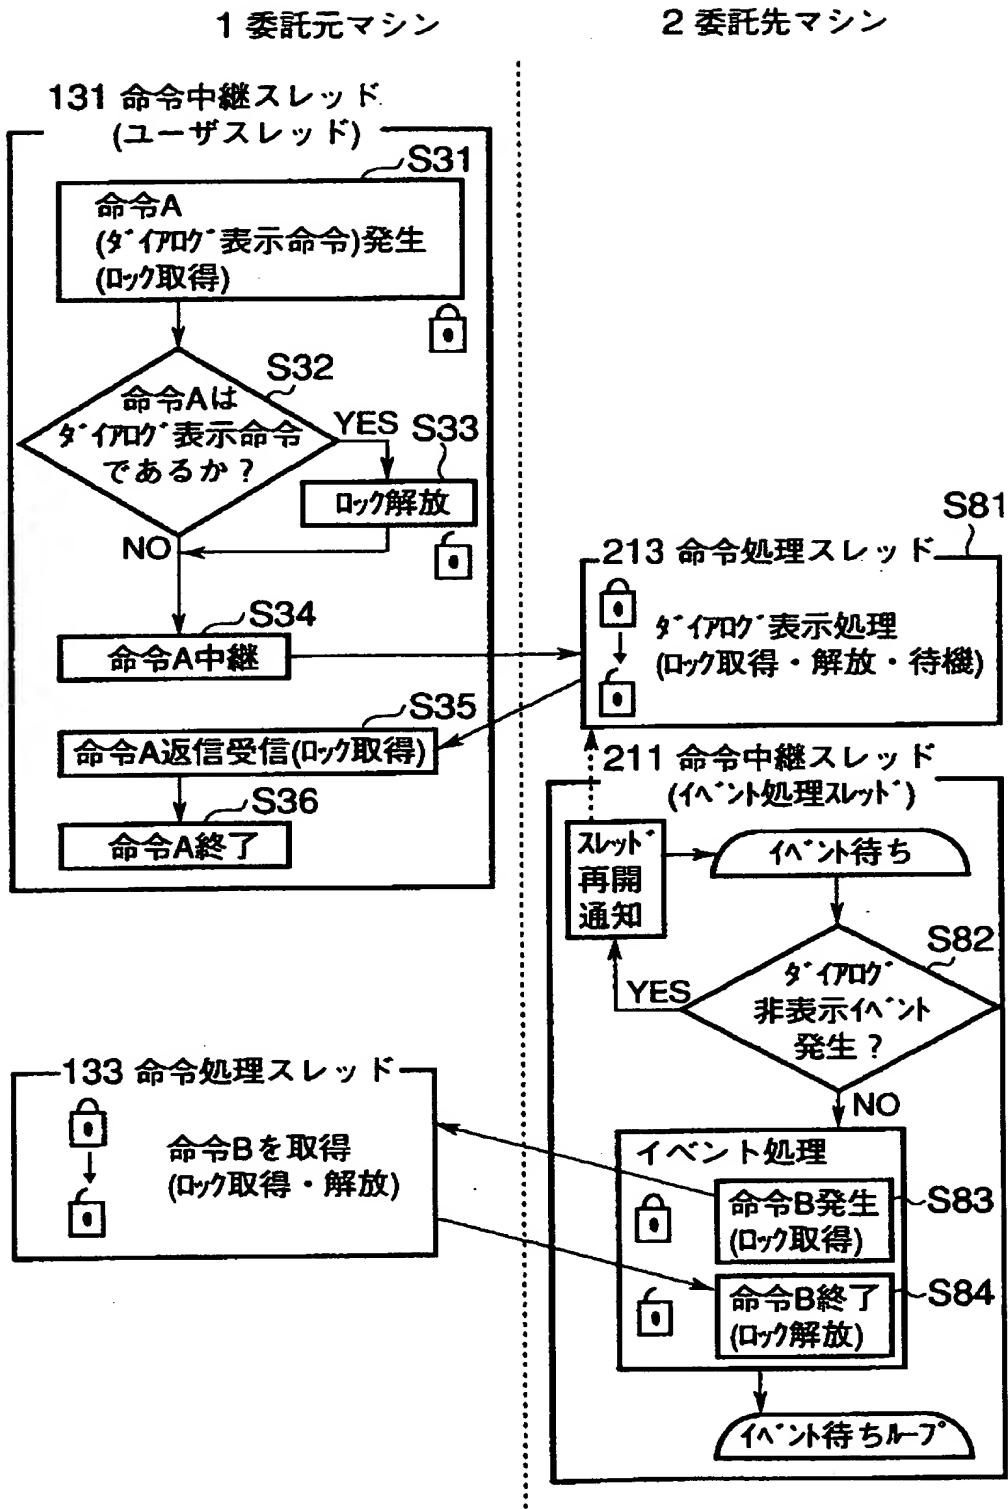 1 委託元マシン
2 委託先マシン
131 命令中継スレッド
(ユーザスレッド)
S31
命令A
(ﾀﾞｲｱﾛｸﾞ表示命令)発生
(ﾛｯｸ取得)
S32
命令Aは
ﾀﾞｲｱﾛｸﾞ表示命令
であるか？
YES
S33
ﾛｯｸ解放
NO
S34
命令A中継
S35
命令A返信受信(ﾛｯｸ取得)
S36
命令A終了
S81
213 命令処理スレッド
ﾀﾞｲｱﾛｸﾞ表示処理
(ﾛｯｸ取得・解放・待機)
211 命令中継スレッド
(ｲﾍﾞﾝﾄ処理ｽﾚｯﾄﾞ)
ｽﾚｯﾄﾞ
再開
通知
ｲﾍﾞﾝﾄ待ち
S82
ﾀﾞｲｱﾛｸﾞ
非表示ｲﾍﾞﾝﾄ
発生？
YES
NO
133 命令処理スレッド
命令Bを取得
(ﾛｯｸ取得・解放)
イベント処理
命令B発生
(ﾛｯｸ取得)
S83
命令B終了
(ﾛｯｸ解放)
S84
ｲﾍﾞﾝﾄ待ちﾙｰﾌﾟ